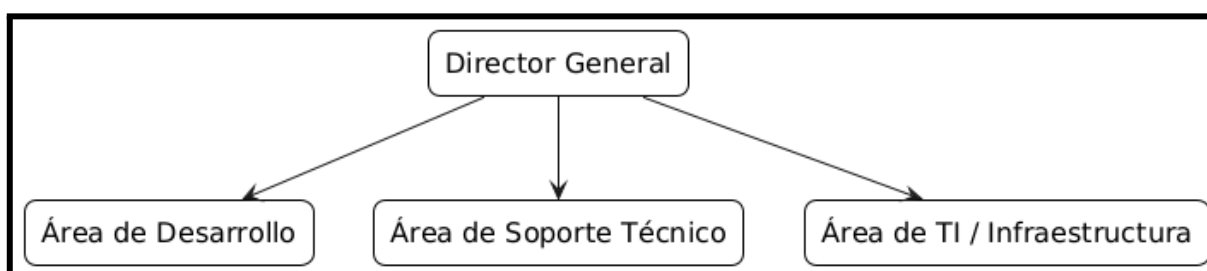 Director General
Área de Desarrollo
Área de Soporte Técnico
Área de TI / Infraestructura